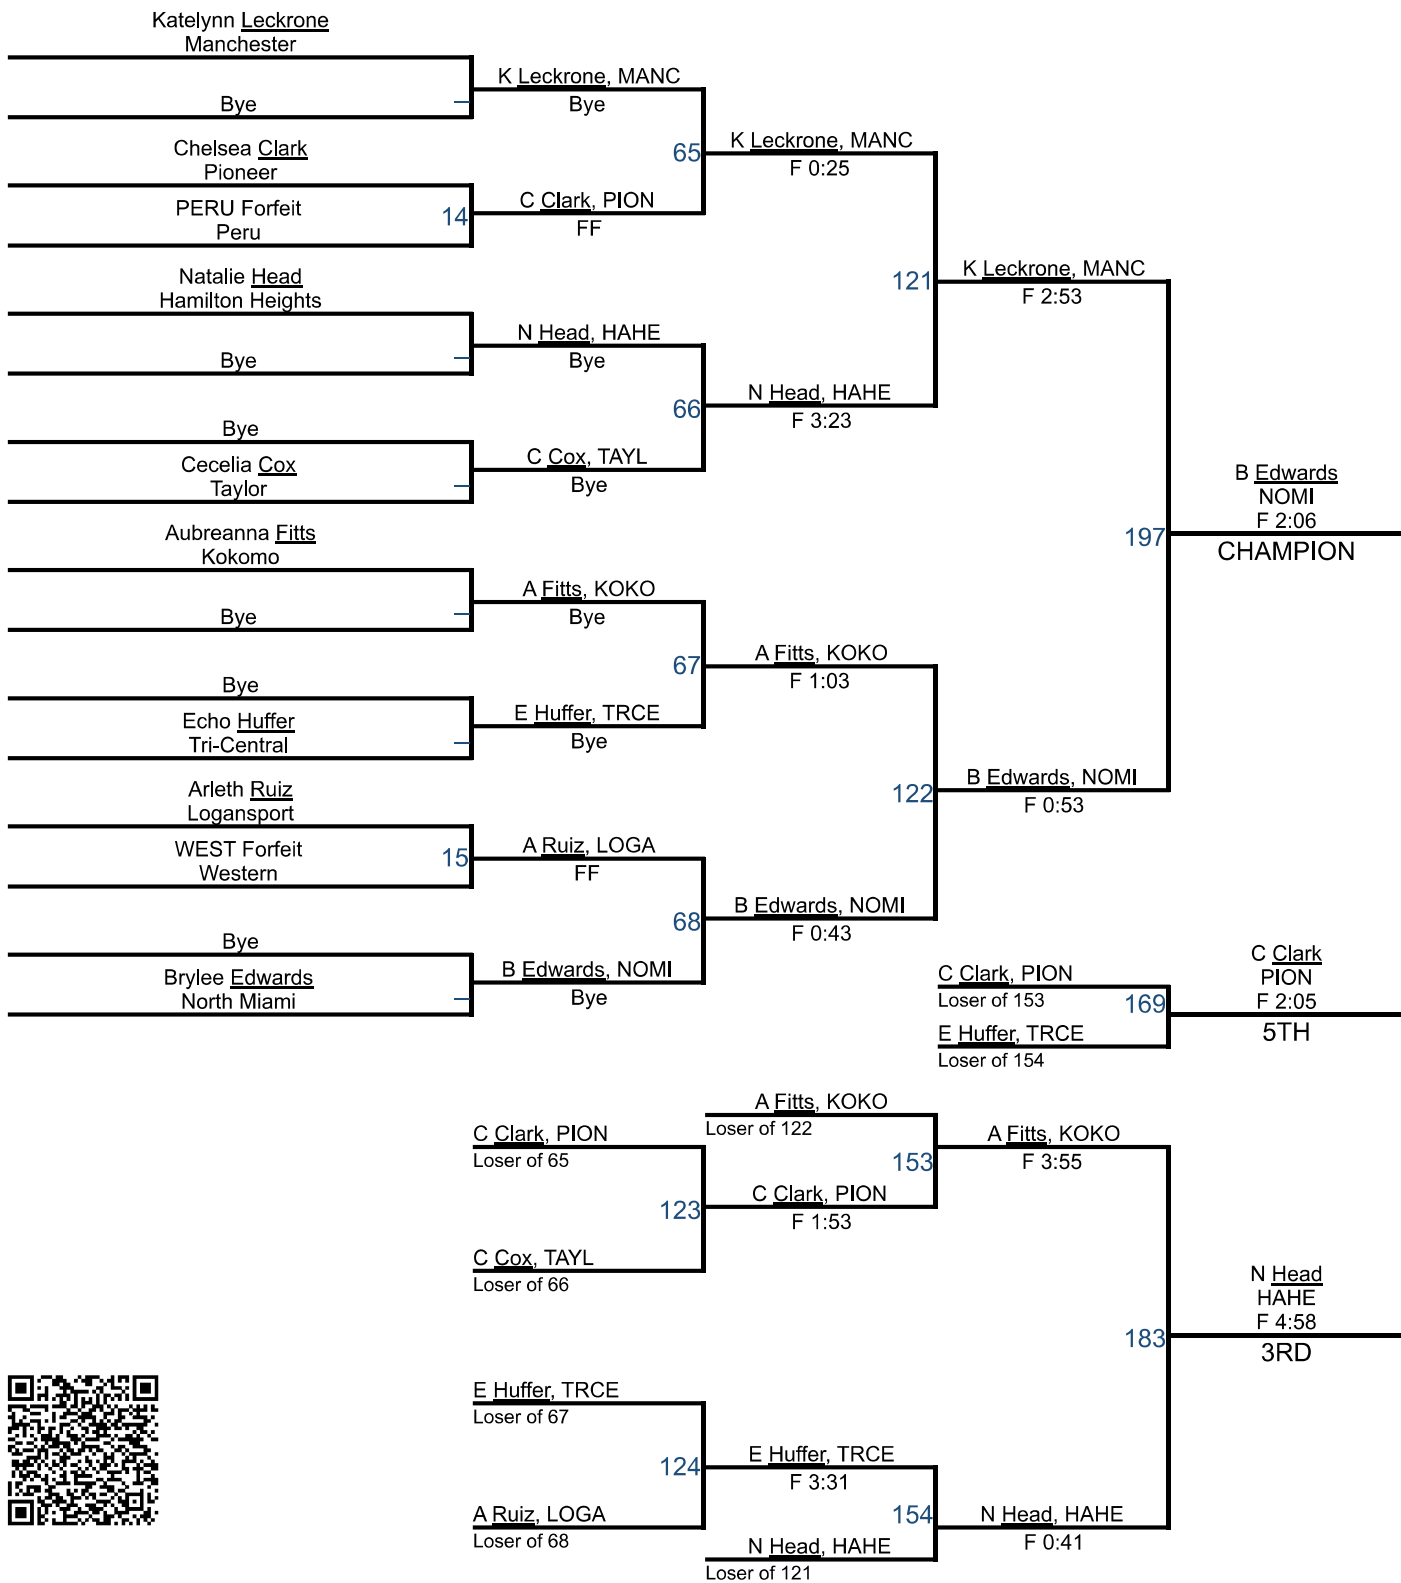 Katelynn Leckrone
Manchester
Bye
K Leckrone, MANC
Bye
Chelsea Clark
Pioneer
PERU Forfeit
Peru
14
C Clark, PION
FF
65
K Leckrone, MANC
F 0:25
Natalie Head
Hamilton Heights
Bye
N Head, HAHE
Bye
Bye
Cecelia Cox
Taylor
C Cox, TAYL
Bye
66
N Head, HAHE
F 3:23
121
K Leckrone, MANC
F 2:53
Aubreanna Fitts
Kokomo
Bye
A Fitts, KOKO
Bye
Bye
Echo Huffer
Tri-Central
E Huffer, TRCE
Bye
67
A Fitts, KOKO
F 1:03
Arleth Ruiz
Logansport
WEST Forfeit
Western
15
A Ruiz, LOGA
FF
Bye
Brylee Edwards
North Miami
B Edwards, NOMI
Bye
68
B Edwards, NOMI
F 0:43
122
B Edwards, NOMI
F 0:53
197
B Edwards
NOMI
F 2:06
CHAMPION
C Clark, PION
Loser of 153
E Huffer, TRCE
Loser of 154
169
C Clark
PION
F 2:05
5TH
C Clark, PION
Loser of 65
C Cox, TAYL
Loser of 66
123
A Fitts, KOKO
Loser of 122
C Clark, PION
F 1:53
153
A Fitts, KOKO
F 3:55
E Huffer, TRCE
Loser of 67
A Ruiz, LOGA
Loser of 68
124
E Huffer, TRCE
F 3:31
N Head, HAHE
Loser of 121
154
N Head, HAHE
F 0:41
183
N Head
HAHE
F 4:58
3RD